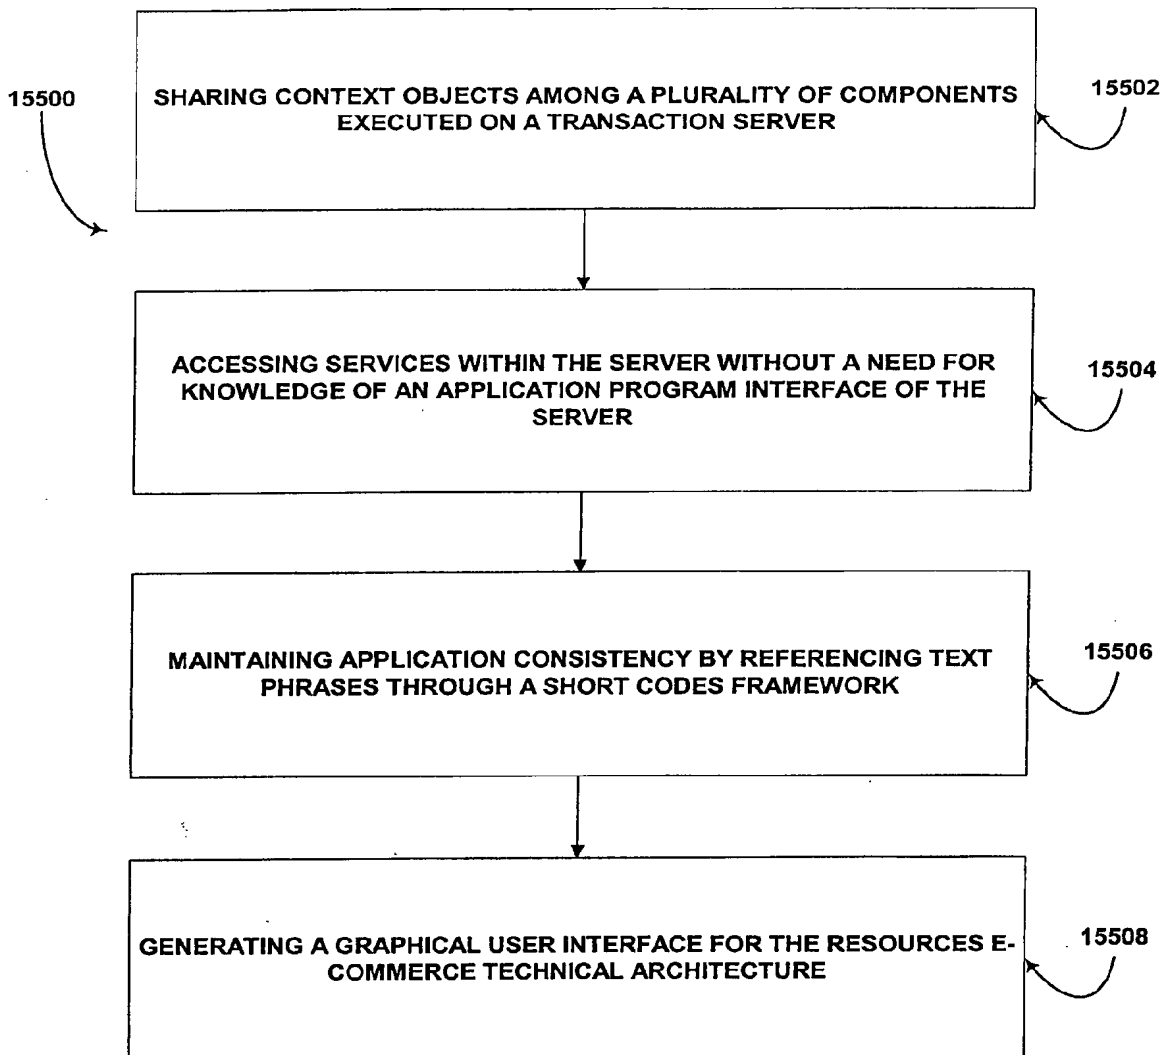 15500
SHARING CONTEXT OBJECTS AMONG A PLURALITY OF COMPONENTS
EXECUTED ON A TRANSACTION SERVER
15502
ACCESSING SERVICES WITHIN THE SERVER WITHOUT A NEED FOR
KNOWLEDGE OF AN APPLICATION PROGRAM INTERFACE OF THE
SERVER
15504
MAINTAINING APPLICATION CONSISTENCY BY REFERENCING TEXT
PHRASES THROUGH A SHORT CODES FRAMEWORK
15506
GENERATING A GRAPHICAL USER INTERFACE FOR THE RESOURCES E-
COMMERCE TECHNICAL ARCHITECTURE
15508